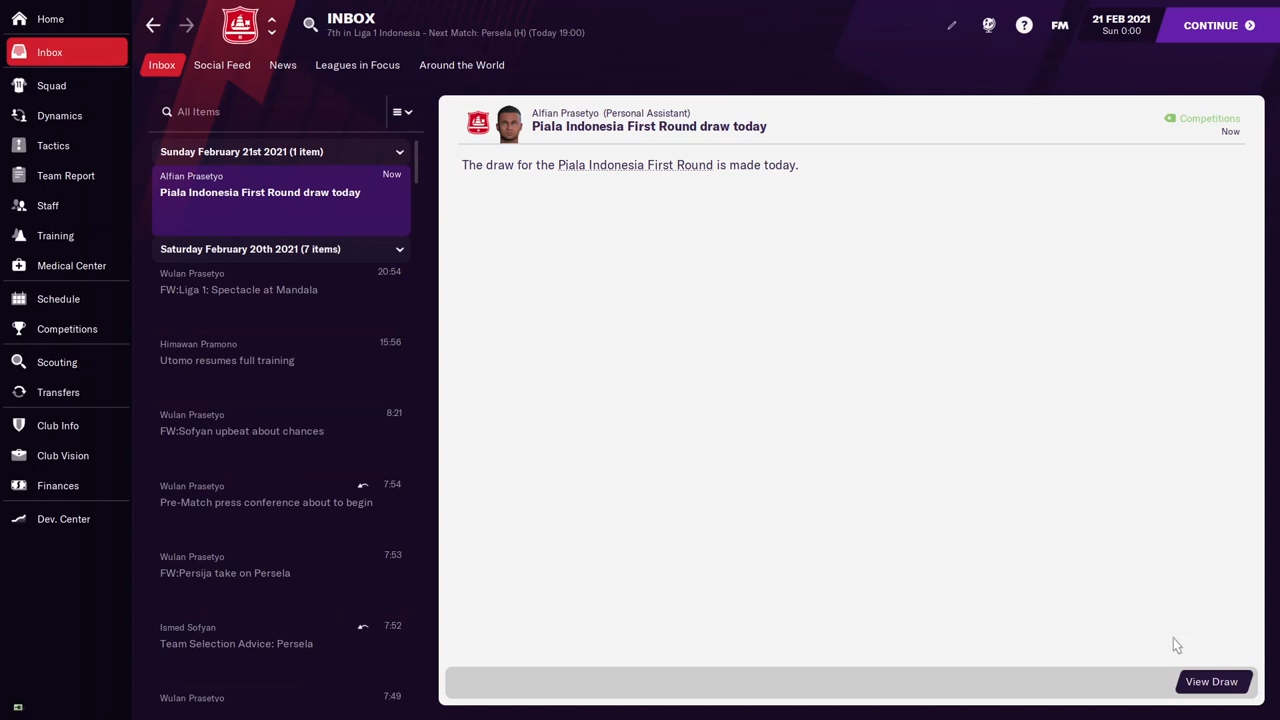 Home
Inbox
Squad
Dynamics
Tactics
Team Report
Staff
Training
Medical Center
Schedule
Competitions
Scouting
Transfers
Club Info
Club Vision
Finances
Dev. Center
INBOX
7th in Liga 1 Indonesia - Next Match: Persela (H) (Today 19:00)
?
FM
21 FEB 2021
Sun 0:00
CONTINUE
Inbox
Social Feed
News
Leagues in Focus
Around the World
All Items
Sunday February 21st 2021 (1 item)
Alfian Prasetyo
Now
Piala Indonesia First Round draw today
Saturday February 20th 2021 (7 items)
Wulan Prasetyo
20:54
FW:Liga 1: Spectacle at Mandala
Himawan Pramono
15:56
Utomo resumes full training
Wulan Prasetyo
8:21
FW:Sofyan upbeat about chances
Wulan Prasetyo
7:54
Pre-Match press conference about to begin
Wulan Prasetyo
7:53
FW:Persija take on Persela
Ismed Sofyan
7:52
Team Selection Advice: Persela
Wulan Prasetyo
7:49
Alfian Prasetyo (Personal Assistant)
Piala Indonesia First Round draw today
Competitions
Now
The draw for the Piala Indonesia First Round is made today.
View Draw